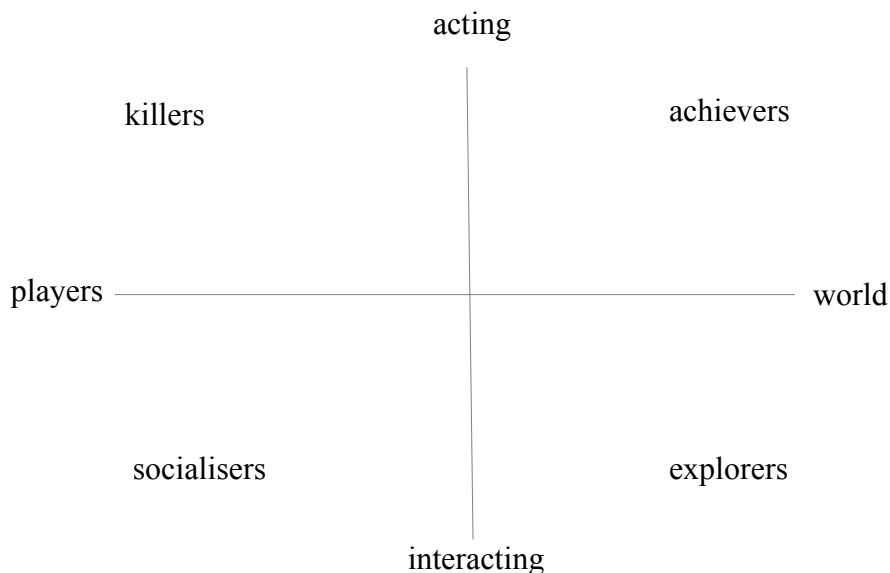 acting
killers
achievers
players
world
socialisers
explorers
interacting